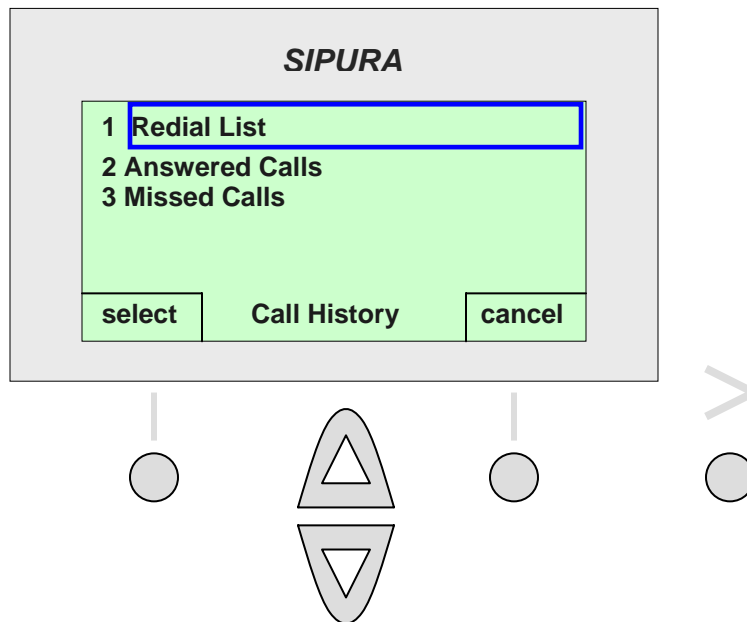 SIPURA
1 Redial List
2 Answered Calls
3 Missed Calls
select Call History cancel